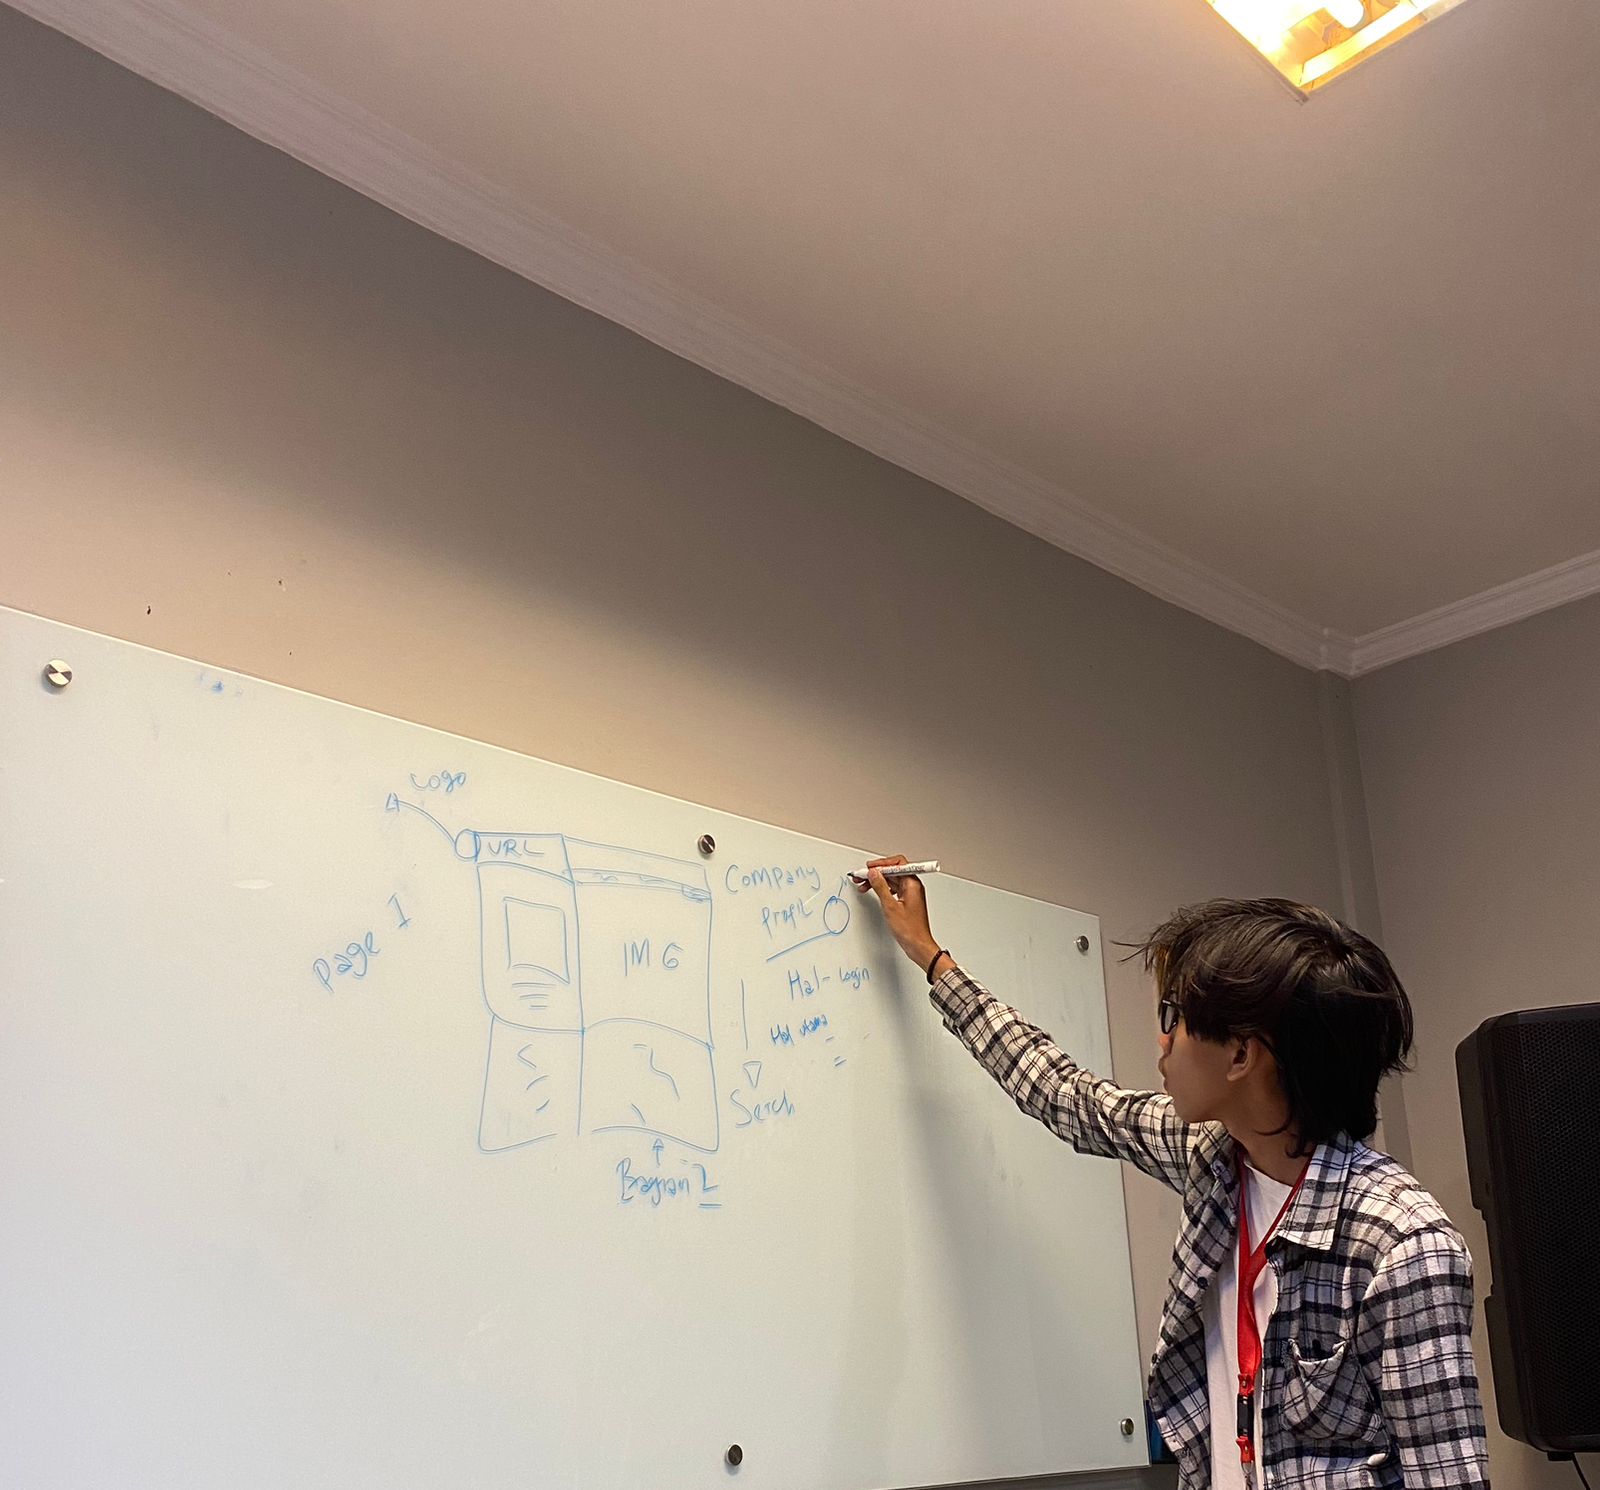 Logo
URL
Page 1
IMG
Company
Profil
Hal-login
Hal utama
Serch
Bagian 2